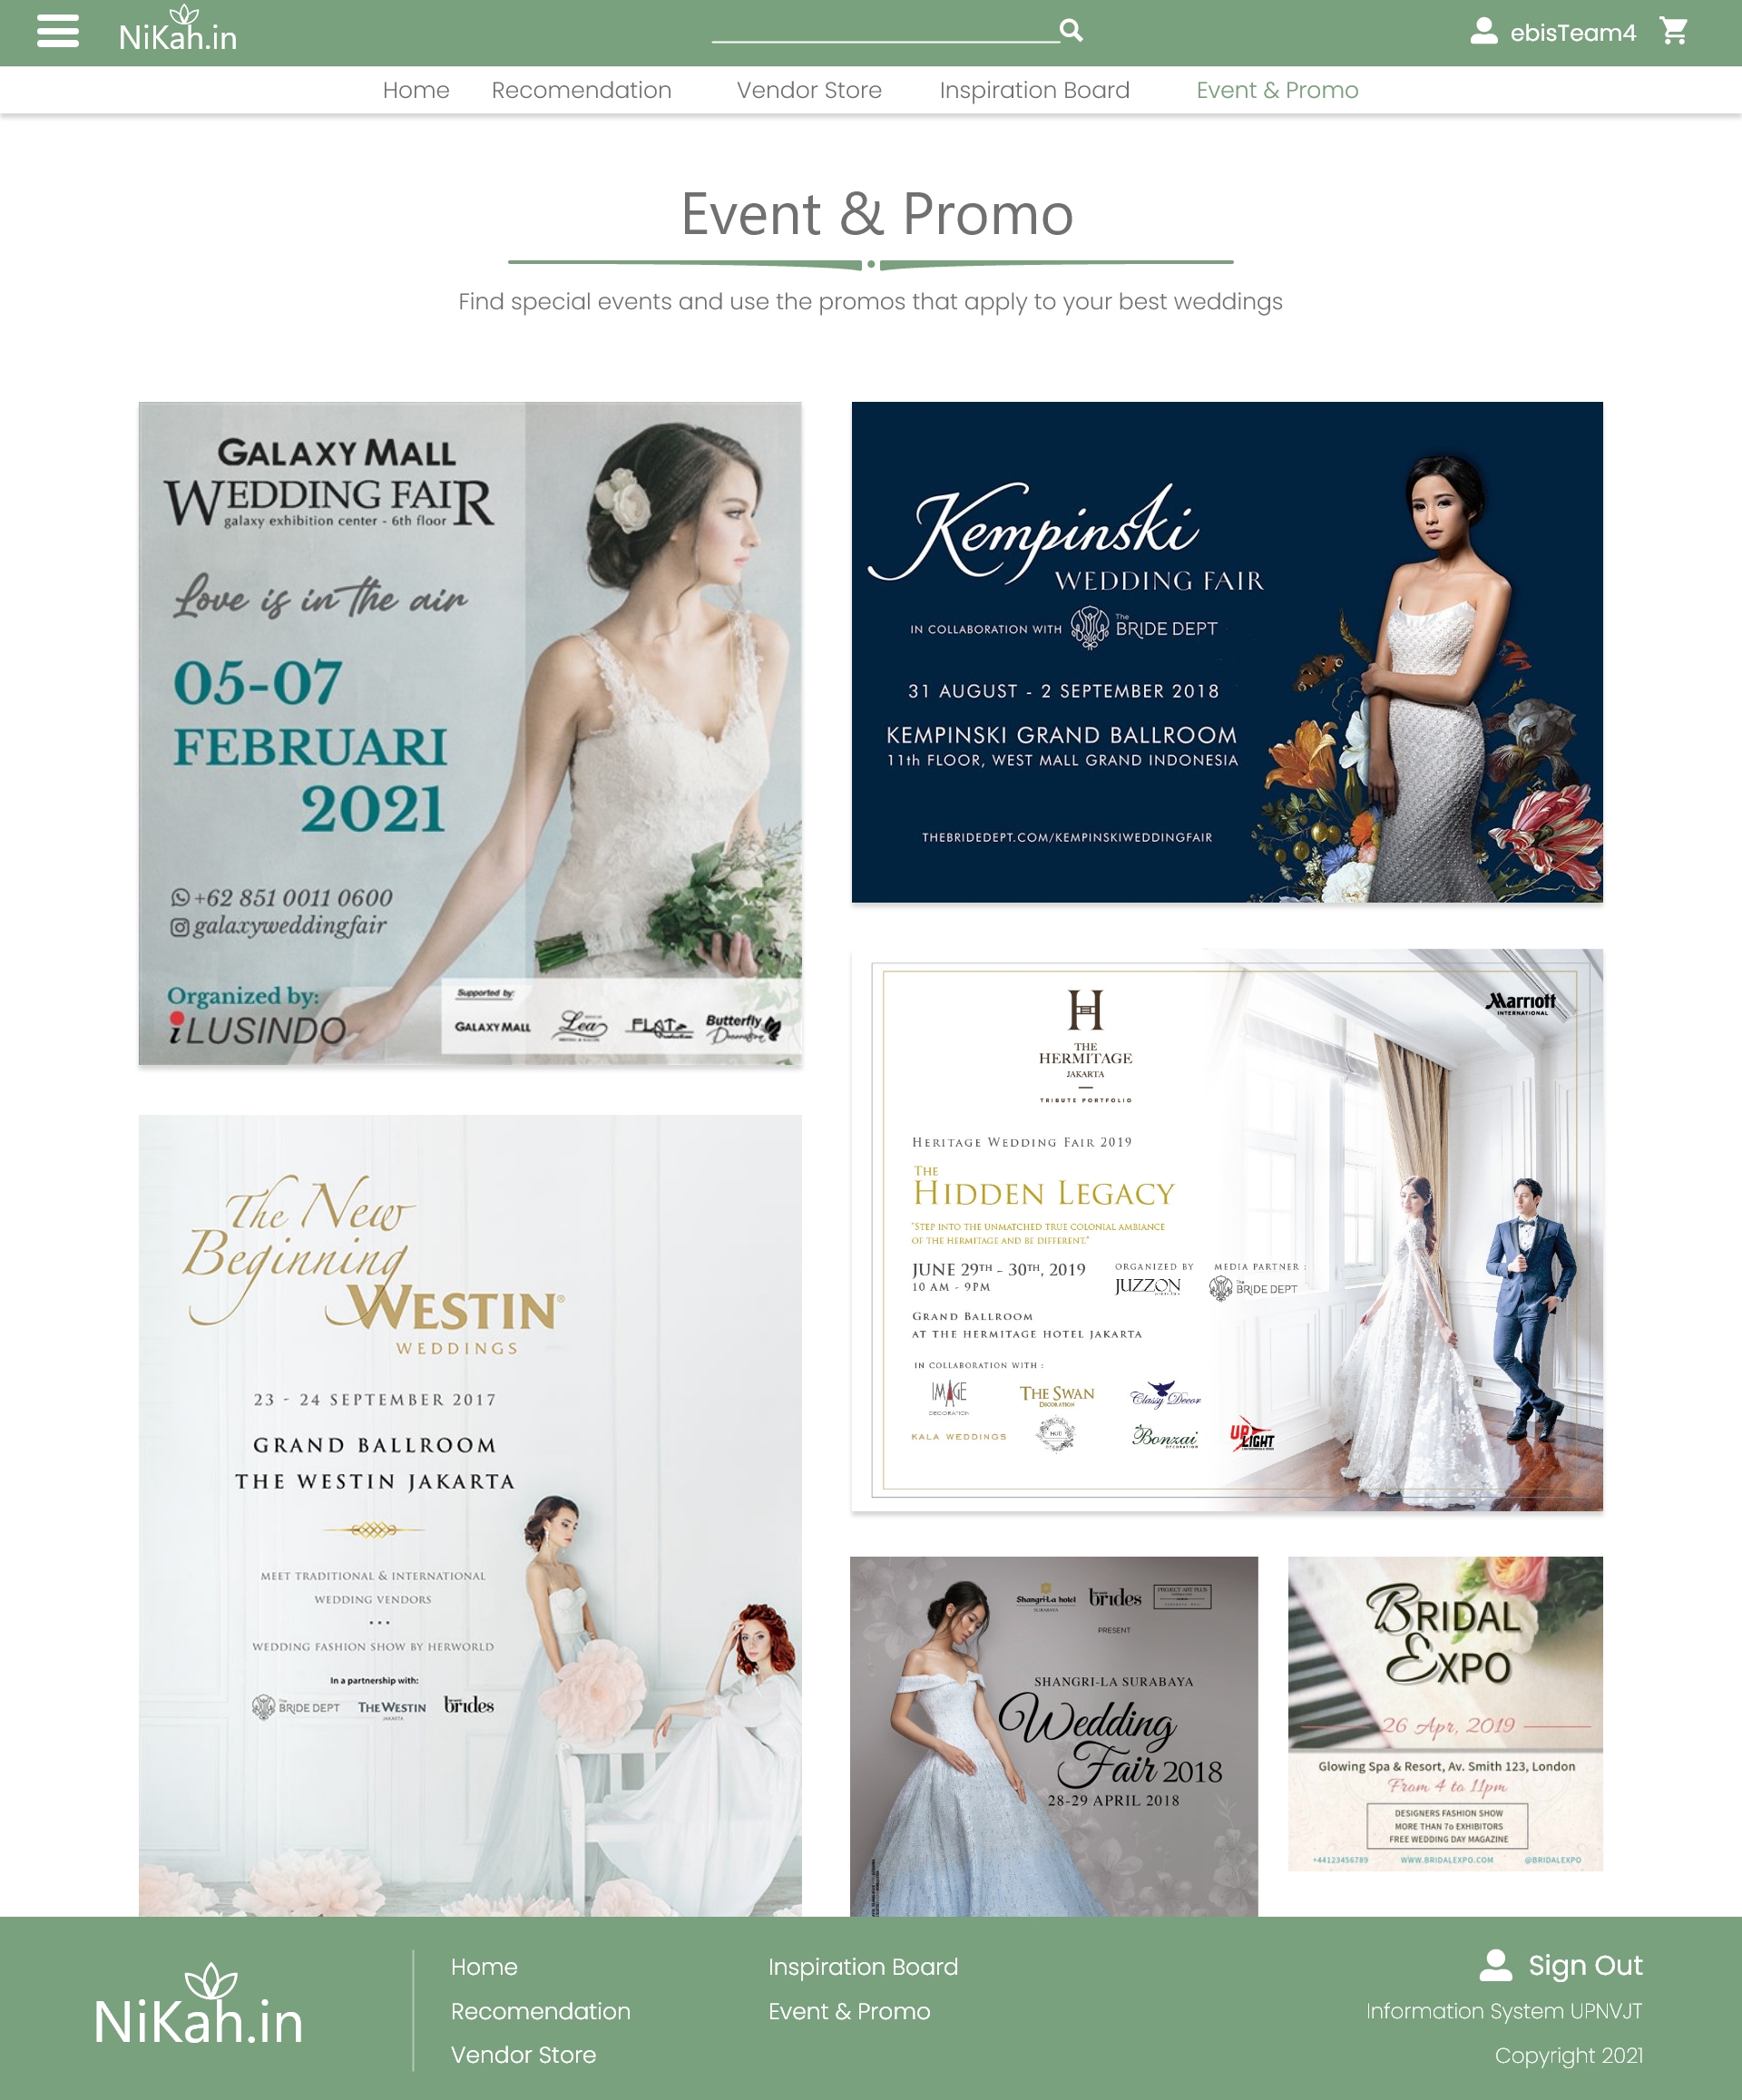 NiKah.in
ebisTeam4
Home
Recomendation
Vendor Store
Inspiration Board
Event & Promo
Event & Promo
Find special events and use the promos that apply to your best weddings
GALAXY MALL
WEDDING FAIR
galaxy exhibition center - 6th floor
Love is in the air
05-07
FEBRUARI
2021
+62 851 0011 0600
galaxyweddingfair
Organized by:
iLUSINDO
Supported by:
GALAXY MALL
Lea
Butterfly
Decoration
Kempinski
WEDDING FAIR
IN COLLABORATION WITH
The
BRIDE DEPT
31 AUGUST - 2 SEPTEMBER 2018
KEMPINSKI GRAND BALLROOM
11th FLOOR, WEST MALL GRAND INDONESIA
THEBRIDEDEPT.COM/KEMPINSKIWEDDINGFAIR
H
THE
HERMITAGE
JAKARTA
TRIBUTE PORTFOLIO
Marriott
INTERNATIONAL
HERITAGE WEDDING FAIR 2019
THE
HIDDEN LEGACY
"STEP INTO THE UNMATCHED TRUE COLONIAL AMBIANCE
OF THE HERMITAGE AND BE DIFFERENT."
JUNE 29TH - 30TH, 2019
10 AM - 9PM
ORGANIZED BY
JUZZON
MEDIA PARTNER :
The
BRIDE DEPT
GRAND BALLROOM
AT THE HERMITAGE HOTEL JAKARTA
IN COLLABORATION WITH :
IMAGE
DECORATION
THE SWAN
DECORATION
Classy Decor
KALA WEDDINGS
Bonzai
DECORATION
UP
LIGHT
The New
Beginning
WESTIN®
WEDDINGS
23 - 24 SEPTEMBER 2017
GRAND BALLROOM
THE WESTIN JAKARTA
MEET TRADITIONAL & INTERNATIONAL
WEDDING VENDORS
...
WEDDING FASHION SHOW BY HERWORLD
In a partnership with:
The
BRIDE DEPT
THE WESTIN
JAKARTA
brides
Shangri-La hotel
SURABAYA
brides
PROJECT ART PLUS
PRESENT
SHANGRI-LA SURABAYA
Wedding
Fair 2018
28-29 APRIL 2018
BRIDAL
EXPO
26 Apr, 2019
Glowing Spa & Resort, Av. Smith 123, London
From 4 to 11pm
DESIGNERS FASHION SHOW
MORE THAN 70 EXHIBITORS
FREE WEDDING DAY MAGAZINE
+44123456789
WWW.BRIDALEXPO.COM
@BRIDALEXPO
NiKah.in
Home
Recomendation
Vendor Store
Inspiration Board
Event & Promo
Sign Out
Information System UPNVJT
Copyright 2021